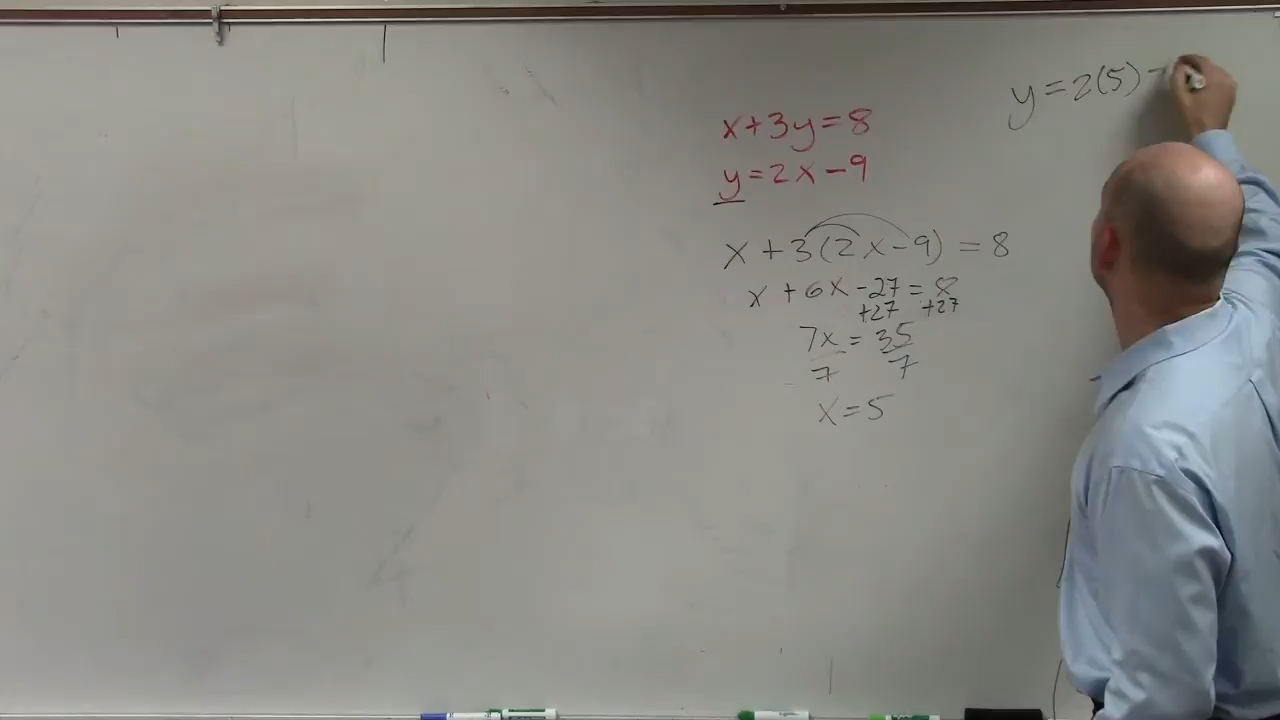 x+3y=8
y=2x-9
x+3(2x-9)=8
x+6x-27=8
+27 +27
7x=35
7 7
x=5
y=2(5)-